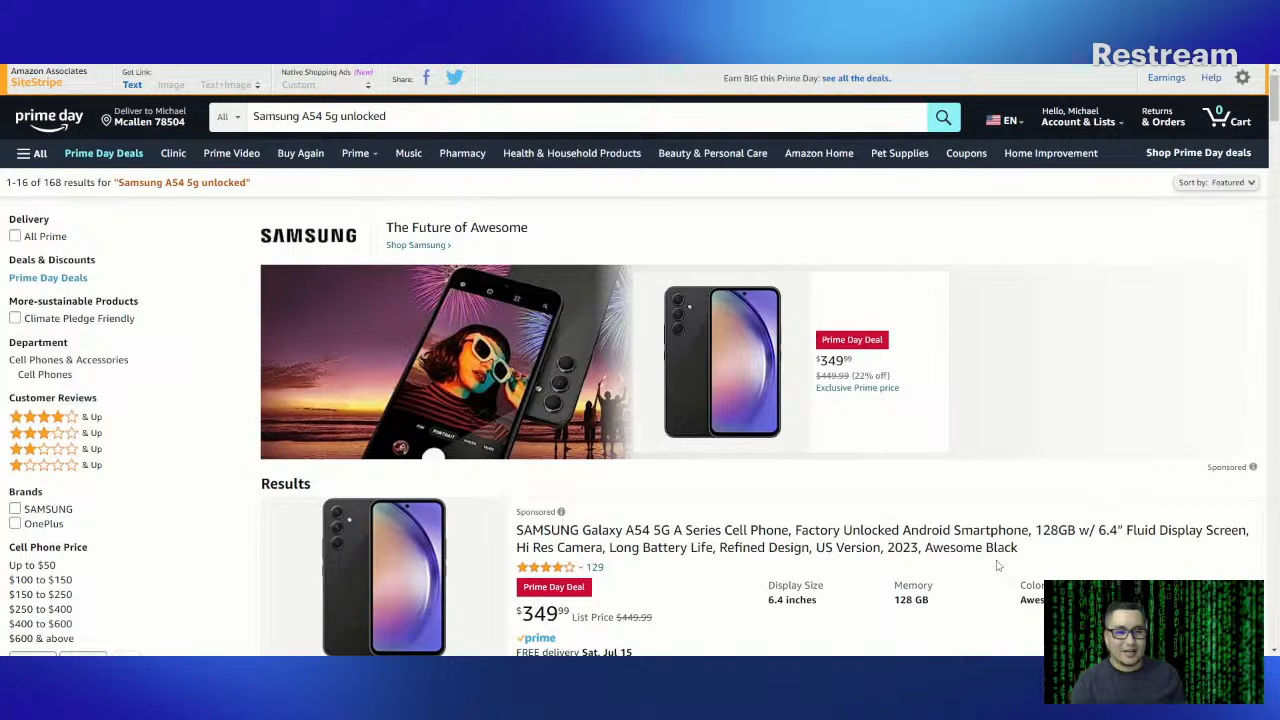 Restream
Amazon Associates
SiteStripe
Get Link:
Text Image Text+Image
Native Shopping Ads (New)
Custom
Share:
Earn BIG this Prime Day: see all the deals.
Earnings Help
prime day
Deliver to Michael
Mcallen 78504
All
Samsung A54 5g unlocked
EN
Hello, Michael
Account & Lists
Returns
& Orders
0
Cart
All Prime Day Deals Clinic Prime Video Buy Again Prime Music Pharmacy Health & Household Products Beauty & Personal Care Amazon Home Pet Supplies Coupons Home Improvement Shop Prime Day deals
1-16 of 168 results for "Samsung A54 5g unlocked"
Sort by: Featured
Delivery
All Prime
Deals & Discounts
Prime Day Deals
More-sustainable Products
Climate Pledge Friendly
Department
Cell Phones & Accessories
Cell Phones
Customer Reviews
& Up
& Up
& Up
& Up
Brands
SAMSUNG
OnePlus
Cell Phone Price
Up to $50
$100 to $150
$150 to $250
$250 to $400
$400 to $600
$600 & above
SAMSUNG
The Future of Awesome
Shop Samsung ›
PORTRAIT
Prime Day Deal
$349.99
$449.99 (22% off)
Exclusive Prime price
Sponsored
Results
Sponsored
SAMSUNG Galaxy A54 5G A Series Cell Phone, Factory Unlocked Android Smartphone, 128GB w/ 6.4” Fluid Display Screen,
Hi Res Camera, Long Battery Life, Refined Design, US Version, 2023, Awesome Black
129
Prime Day Deal
$349.99 List Price $449.99
prime
FREE delivery Sat, Jul 15
Display Size
6.4 inches
Memory
128 GB